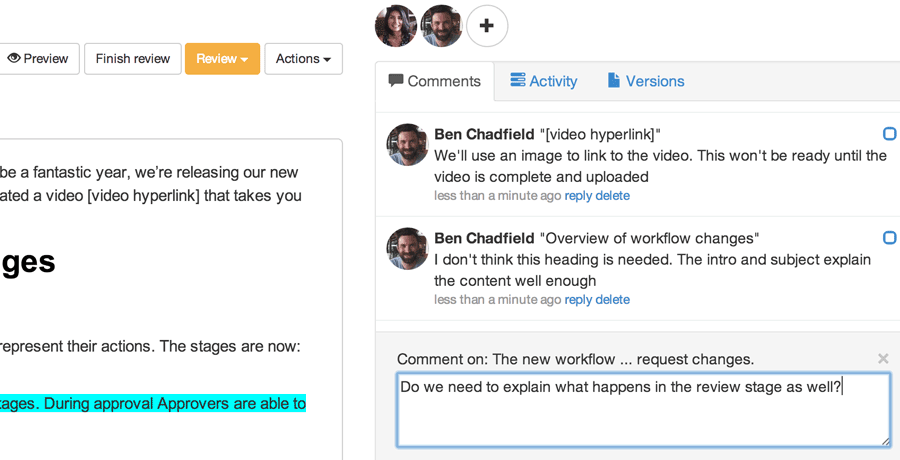 Preview Finish review Review Actions
be a fantastic year, we're releasing our new
ated a video [video hyperlink] that takes you
ges
represent their actions. The stages are now:
tages. During approval Approvers are able to
+
Comments Activity Versions
Ben Chadfield "[video hyperlink]"
We'll use an image to link to the video. This won't be ready until the
video is complete and uploaded
less than a minute ago reply delete
Ben Chadfield "Overview of workflow changes"
I don't think this heading is needed. The intro and subject explain
the content well enough
less than a minute ago reply delete
Comment on: The new workflow ... request changes. ×
Do we need to explain what happens in the review stage as well?